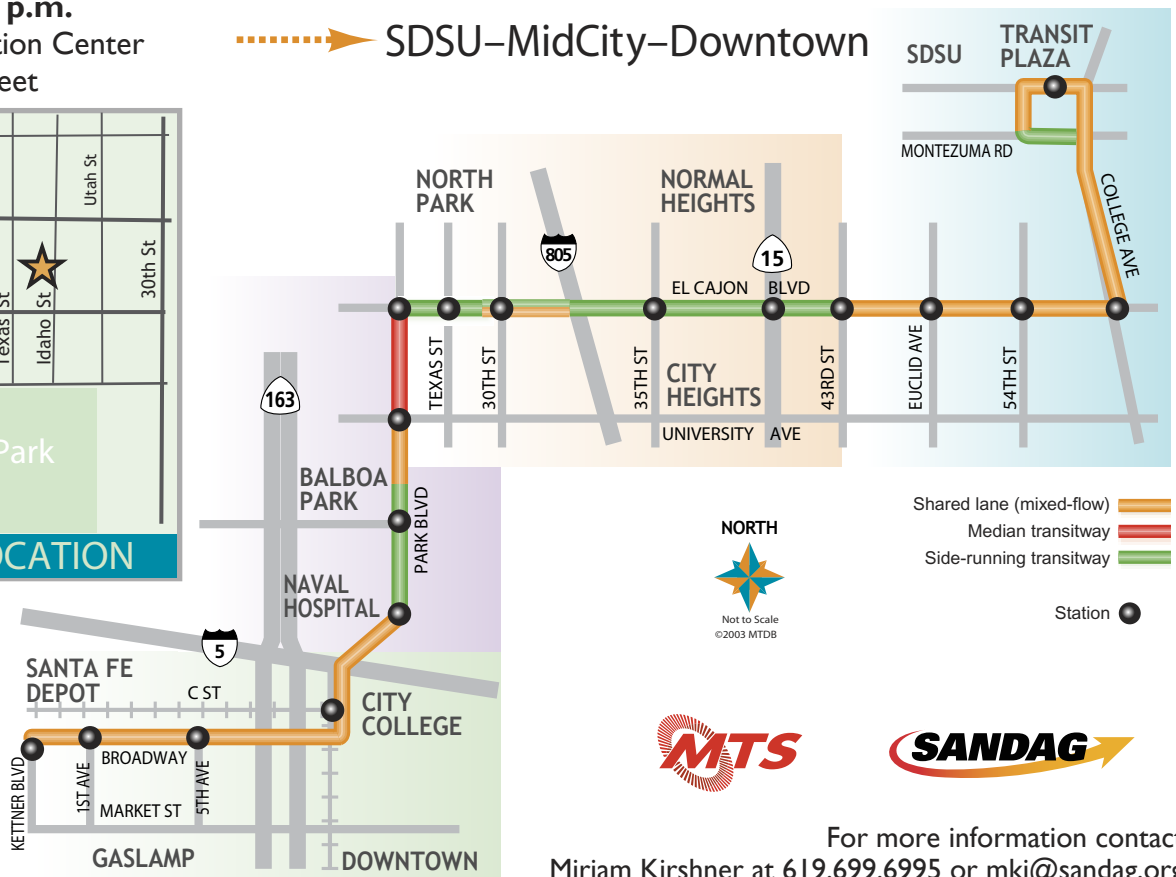 p.m.
tion Center
eet
SDSU–MidCity–Downtown
Utah St
30th St
Texas St
Idaho St
Park
OCATION
SDSU
TRANSIT
PLAZA
MONTEZUMA RD
COLLEGE AVE
NORTH
PARK
805
NORMAL
HEIGHTS
15
EL CAJON BLVD
TEXAS ST
30TH ST
35TH ST
CITY
HEIGHTS
43RD ST
EUCLID AVE
54TH ST
UNIVERSITY AVE
163
BALBOA
PARK
PARK BLVD
NAVAL
HOSPITAL
5
SANTA FE
DEPOT
C ST
CITY
COLLEGE
BROADWAY
KETTNER BLVD
1ST AVE
5TH AVE
MARKET ST
GASLAMP
DOWNTOWN
NORTH
Not to Scale
©2003 MTDB
Shared lane (mixed-flow)
Median transitway
Side-running transitway
Station
MTS
SANDAG
For more information contact
Miriam Kirshner at 619.699.6995 or mki@sandag.org